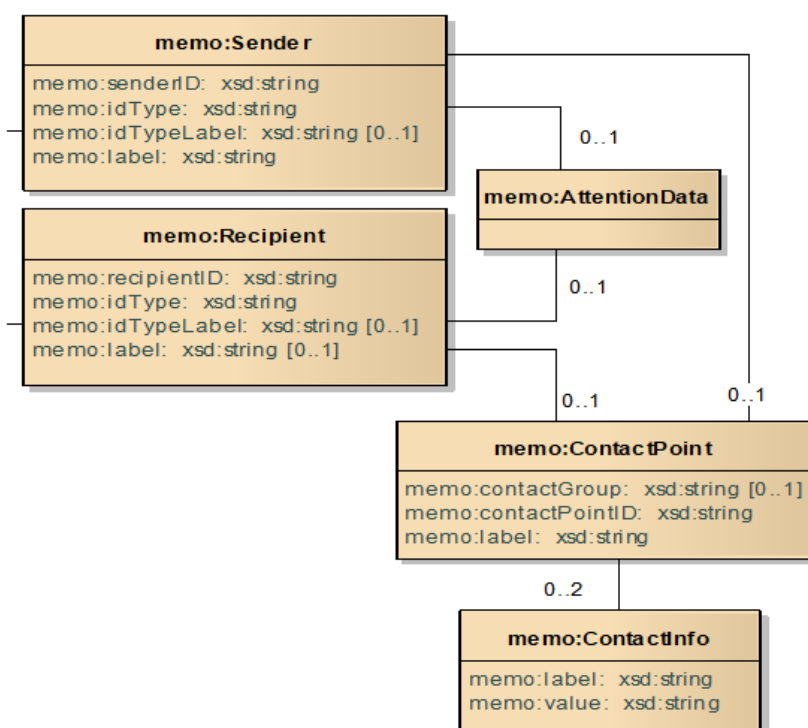 memo:Sender
memo:senderID: xsd:string
memo:idType: xsd:string
memo:idTypeLabel: xsd:string [0..1]
memo:label: xsd:string
0..1
memo:AttentionData
memo:Recipient
memo:recipientID: xsd:string
memo:idType: xsd:string
memo:idTypeLabel: xsd:string [0..1]
memo:label: xsd:string [0..1]
0..1
0..1
0..1
memo:ContactPoint
memo:contactGroup: xsd:string [0..1]
memo:contactPointID: xsd:string
memo:label: xsd:string
0..2
memo:ContactInfo
memo:label: xsd:string
memo:value: xsd:string